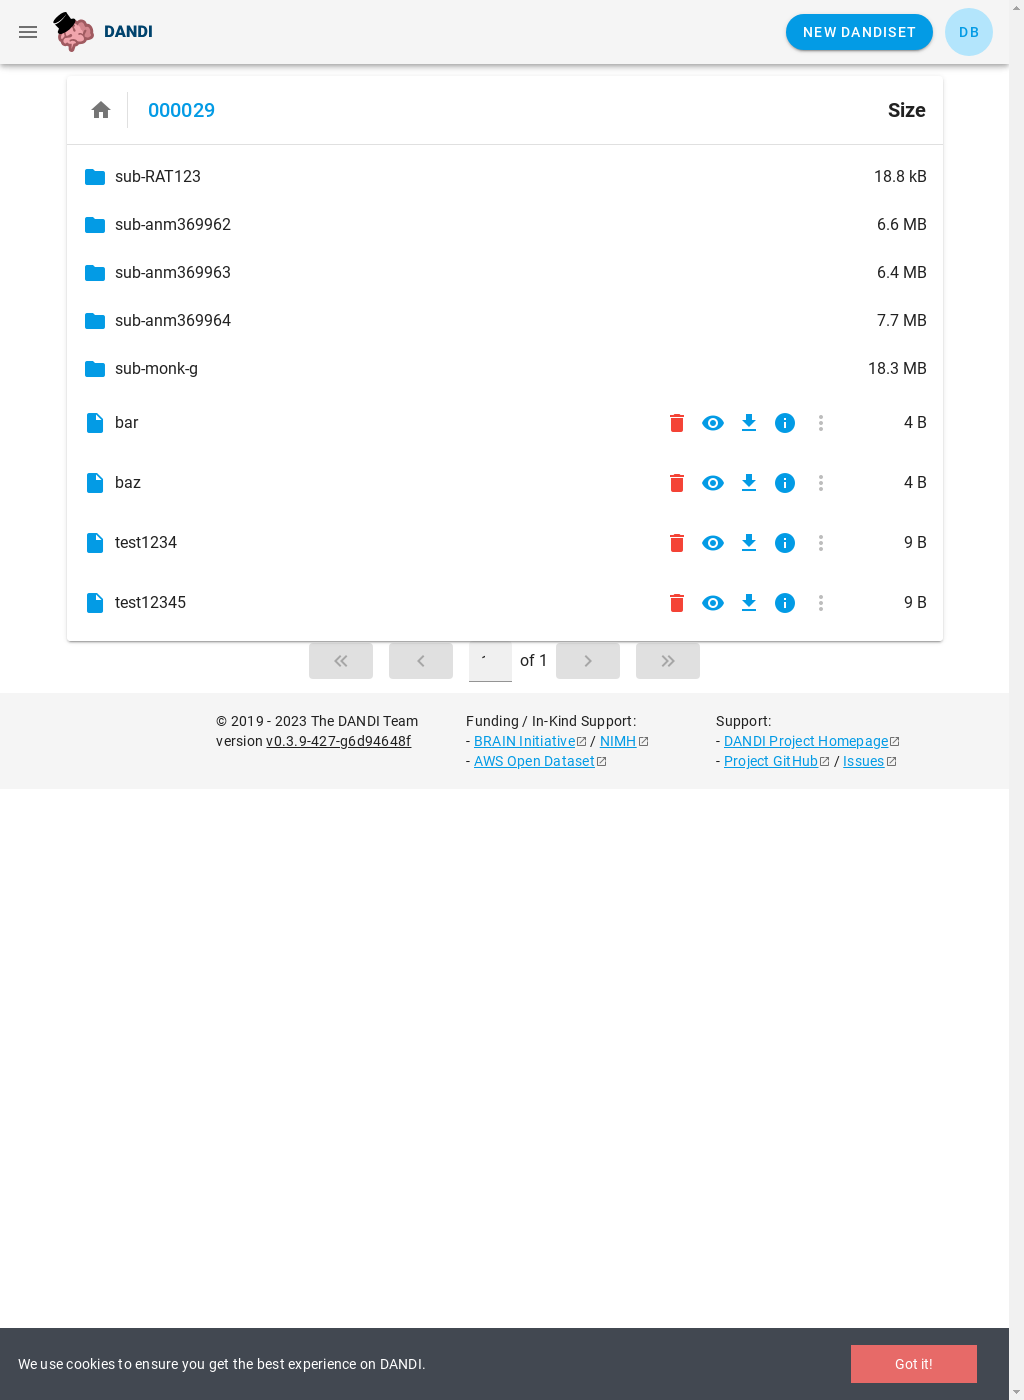 DANDI
NEW DANDISET
DB
000029
Size
sub-RAT123
18.8 kB
sub-anm369962
6.6 MB
sub-anm369963
6.4 MB
sub-anm369964
7.7 MB
sub-monk-g
18.3 MB
bar
4 B
baz
4 B
test1234
9 B
test12345
9 B
of 1
© 2019 - 2023 The DANDI Team
version v0.3.9-427-g6d94648f
Funding / In-Kind Support:
- BRAIN Initiative / NIMH
- AWS Open Dataset
Support:
- DANDI Project Homepage
- Project GitHub / Issues
We use cookies to ensure you get the best experience on DANDI.
Got it!